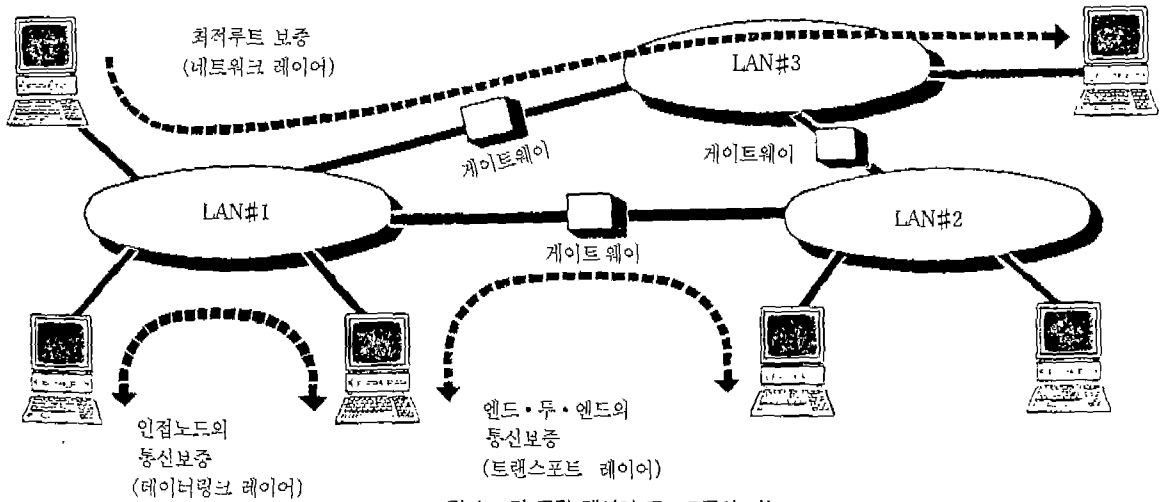 최적루트 보증
(네트워크 레이어)
LAN#3
게이트웨이
게이트웨이
LAN#1
LAN#2
게이트웨이
인접노드의
통신보증
(데이터링크 레이어)
엔드·투·엔드의
통신보증
(트랜스포트 레이어)